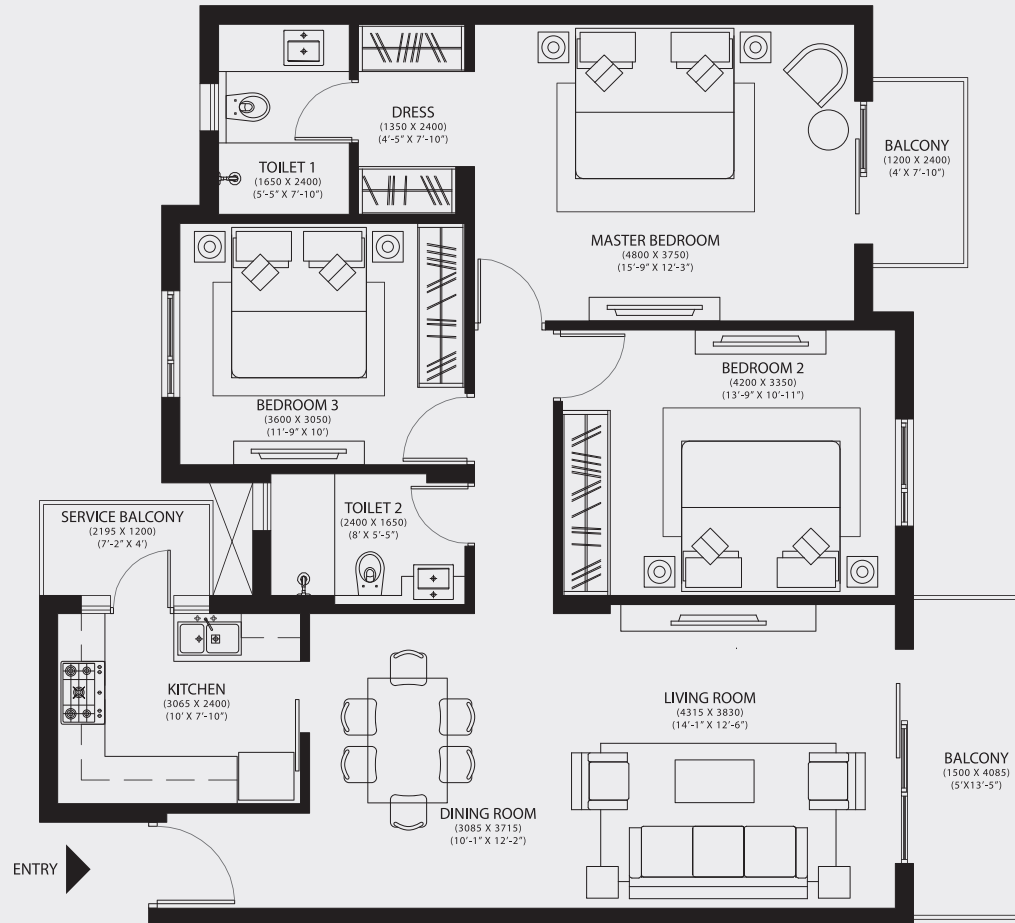 DRESS
(1350 X 2400)
(4'-5" X 7'-10")
TOILET 1
(1650 X 2400)
(5'-5" X 7'-10")
BALCONY
(1200 X 2400)
(4' X 7'-10")
MASTER BEDROOM
(4800 X 3750)
(15'-9" X 12'-3")
BEDROOM 2
(4200 X 3350)
(13'-9" X 10'-11")
BEDROOM 3
(3600 X 3050)
(11'-9" X 10')
TOILET 2
(2400 X 1650)
(8' X 5'-5")
SERVICE BALCONY
(2195 X 1200)
(7'-2" X 4')
KITCHEN
(3065 X 2400)
(10' X 7'-10")
LIVING ROOM
(4315 X 3830)
(14'-1" X 12'-6")
BALCONY
(1500 X 4085)
(5'X13'-5")
DINING ROOM
(3085 X 3715)
(10'-1" X 12'-2")
ENTRY